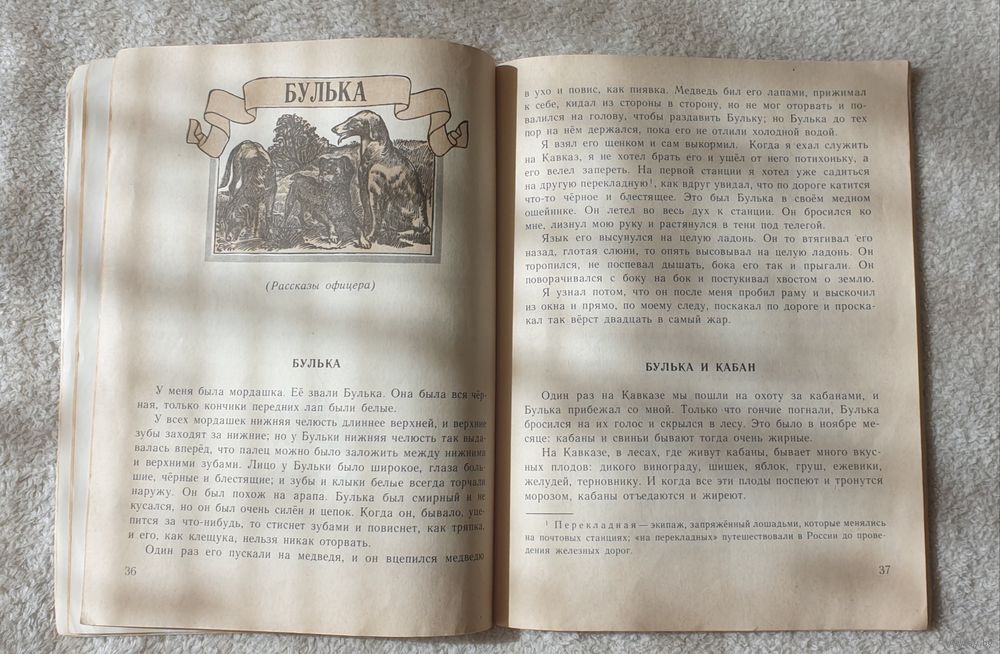 БУЛЬКА
(Рассказы офицера)
БУЛЬКА
У меня была мордашка. Её звали Булька. Она была вся чёр-
ная, только кончики передних лап были белые.
У всех мордашек нижняя челюсть длиннее верхней, и верхние
зубы заходят за нижние; но у Бульки нижняя челюсть так выда-
валась вперёд, что палец можно было заложить между нижними
и верхними зубами. Лицо у Бульки было широкое, глаза боль-
шие, чёрные и блестящие; и зубы и клыки белые всегда торчали
наружу. Он был похож на арапа. Булька был смирный и не
кусался, но он был очень силён и цепок. Когда он, бывало, уце-
пится за что-нибудь, то стиснет зубами и повиснет, как тряпка,
и его, как клещука, нельзя никак оторвать.
Один раз его пускали на медведя, и он вцепился медведю
36
в ухо и повис, как пиявка. Медведь бил его лапами, прижимал
к себе, кидал из стороны в сторону, но не мог оторвать и по-
валился на голову, чтобы раздавить Бульку; но Булька до тех
пор на нём держался, пока его не отлили холодной водой.
Я взял его щенком и сам выкормил. Когда я ехал служить
на Кавказ, я не хотел брать его и ушёл от него потихоньку, а
его велел запереть. На первой станции я хотел уже садиться
на другую перекладную¹, как вдруг увидал, что по дороге катится
что-то чёрное и блестящее. Это был Булька в своём медном
ошейнике. Он летел во весь дух к станции. Он бросился ко
мне, лизнул мою руку и растянулся в тени под телегой.
Язык его высунулся на целую ладонь. Он то втягивал его
назад, глотая слюни, то опять высовывал на целую ладонь. Он
торопился, не поспевал дышать, бока его так и прыгали. Он
поворачивался с боку на бок и постукивал хвостом о землю.
Я узнал потом, что он после меня пробил раму и выскочил
из окна и прямо, по моему следу, поскакал по дороге и проска-
кал так вёрст двадцать в самый жар.
БУЛЬКА И КАБАН
Один раз на Кавказе мы пошли на охоту за кабанами, и
Булька прибежал со мной. Только что гончие погнали, Булька
бросился на их голос и скрылся в лесу. Это было в ноябре ме-
сяце: кабаны и свиньи бывают тогда очень жирные.
На Кавказе, в лесах, где живут кабаны, бывает много вкус-
ных плодов: дикого винограду, шишек, яблок, груш, ежевики,
желудей, терновнику. И когда все эти плоды поспеют и тронутся
морозом, кабаны отъедаются и жиреют.
¹ Перекладная — экипаж, запряжённый лошадьми, которые менялись
на почтовых станциях; «на перекладных» путешествовали в России до прове-
дения железных дорог.
37